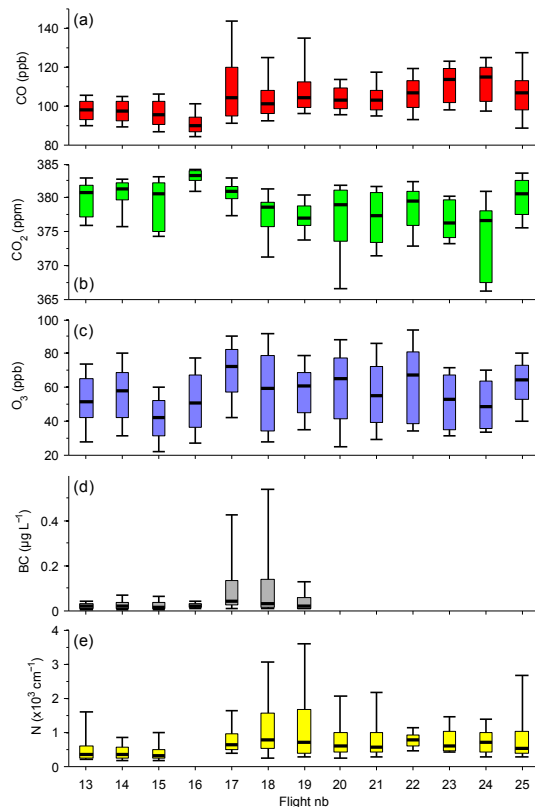 (a)
CO (ppb)
140
120
100
80
(b)
CO₂ (ppm)
385
380
375
370
365
(c)
O₃ (ppb)
100
80
60
40
20
(d)
BC (µg L⁻¹)
0.4
0.2
0
(e)
N (x10³ cm⁻¹)
4
3
2
1
0
13 14 15 16 17 18 19 20 21 22 23 24 25
Flight nb